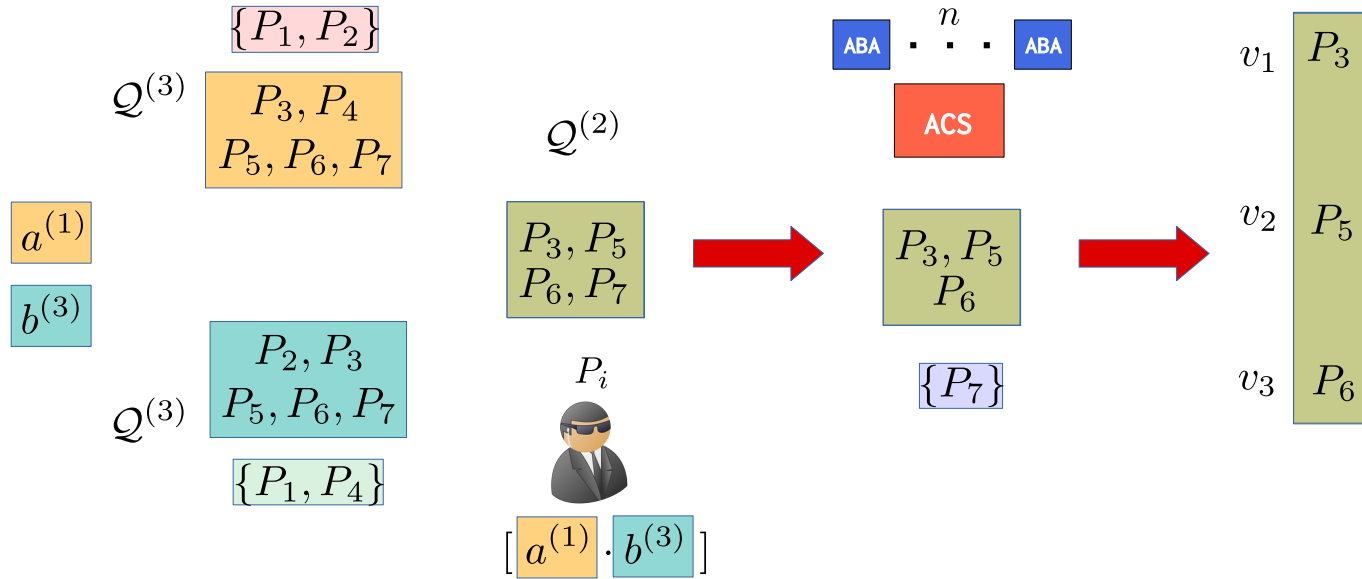 {P₁, P₂}
𝒬⁽³⁾
P₃, P₄
P₅, P₆, P₇
a⁽¹⁾
b⁽³⁾
P₂, P₃
P₅, P₆, P₇
𝒬⁽³⁾
{P₁, P₄}
𝒬⁽²⁾
P₃, P₅
P₆, P₇
Pᵢ
[ a⁽¹⁾ · b⁽³⁾ ]
n
ABA · · · ABA
ACS
P₃, P₅
P₆
{P₇}
v₁ P₃
v₂ P₅
v₃ P₆